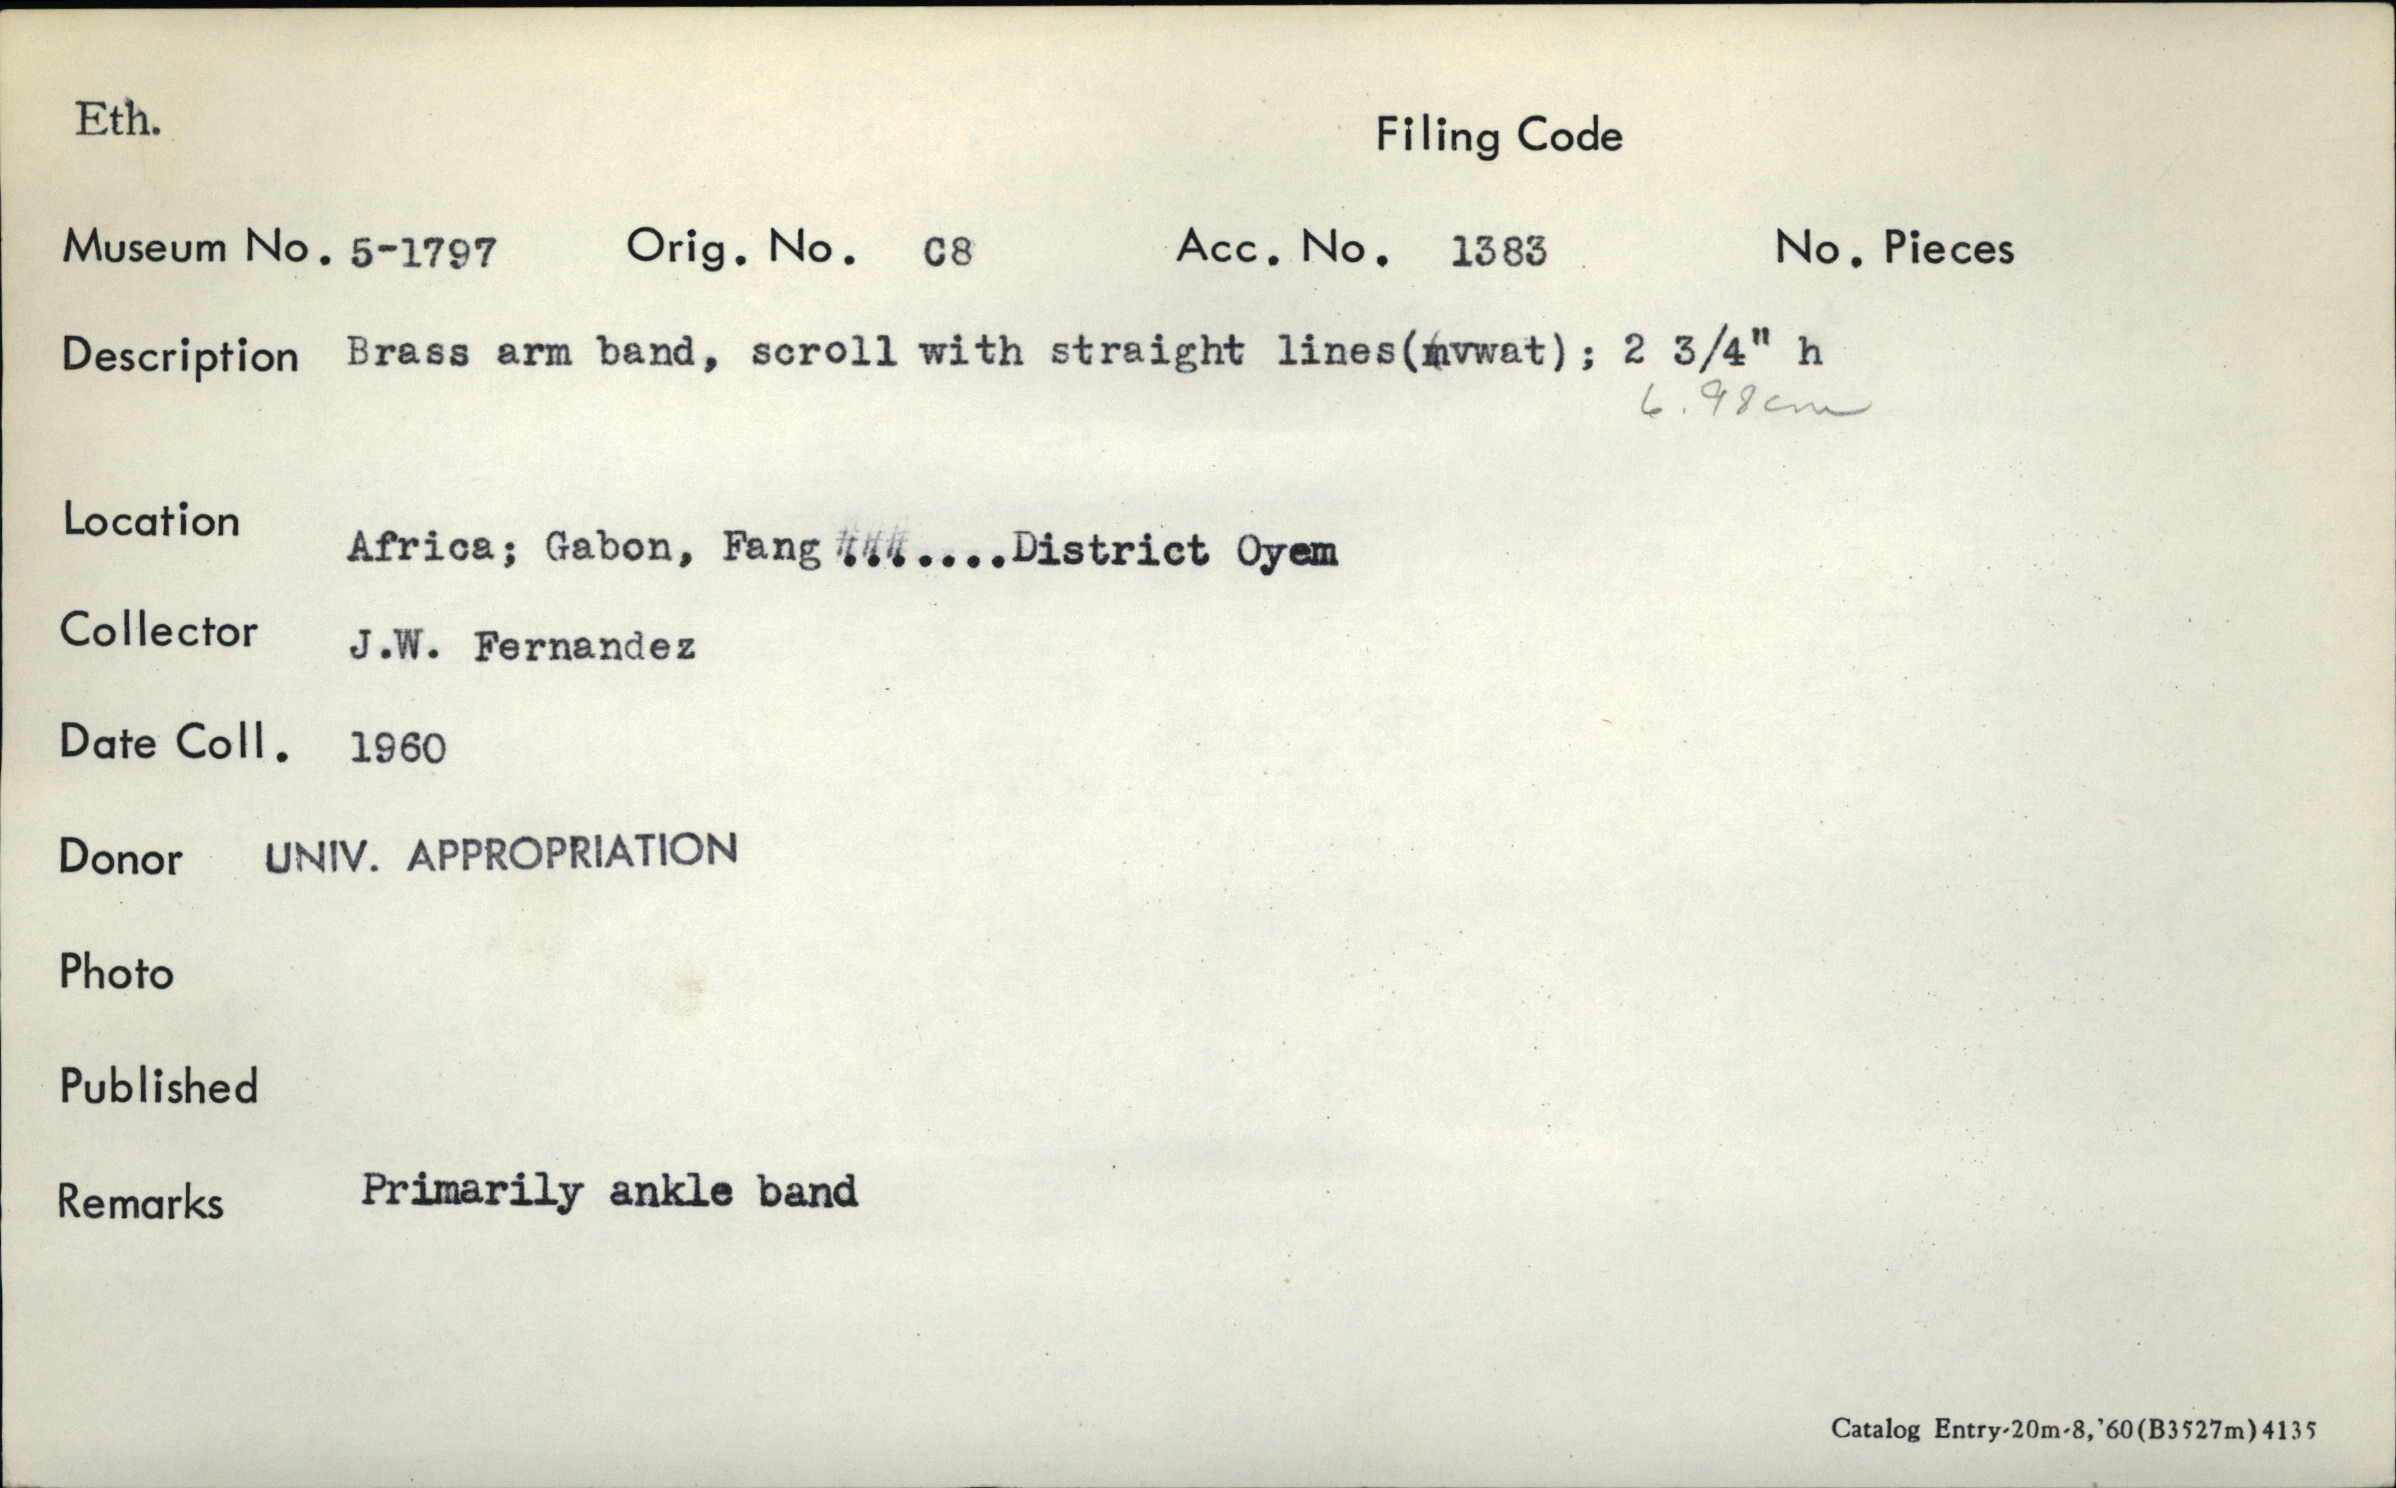 Eth.
Filing Code
Museum No. 5-1797 Orig. No. C8 Acc. No. 1383 No. Pieces
Description Brass arm band, scroll with straight lines(nvwat); 2 3/4" h
6.98cm
Location Africa; Gabon, Fang .......District Oyem
Collector J.W. Fernandez
Date Coll. 1960
Donor UNIV. APPROPRIATION
Photo
Published
Remarks Primarily ankle band
Catalog Entry-20m-8,'60(B3527m)4135